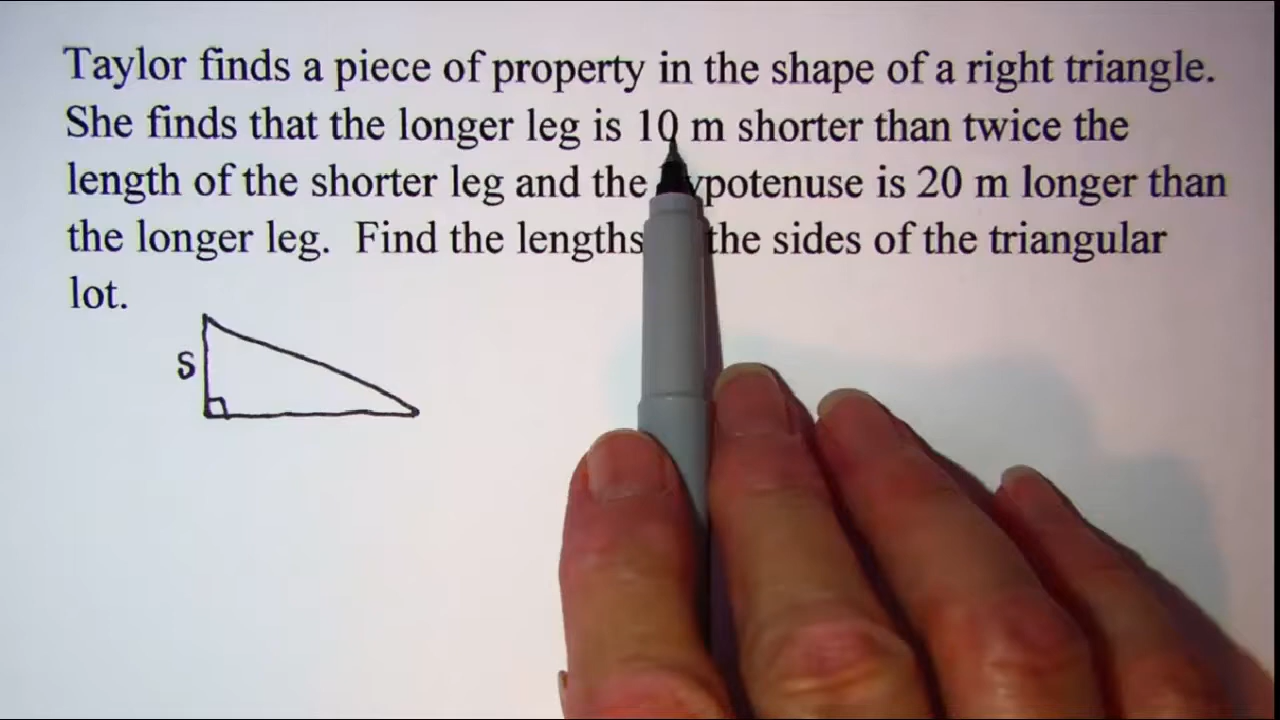 Taylor finds a piece of property in the shape of a right triangle.
She finds that the longer leg is 10 m shorter than twice the
length of the shorter leg and the hypotenuse is 20 m longer than
the longer leg. Find the lengths the sides of the triangular
lot.
S